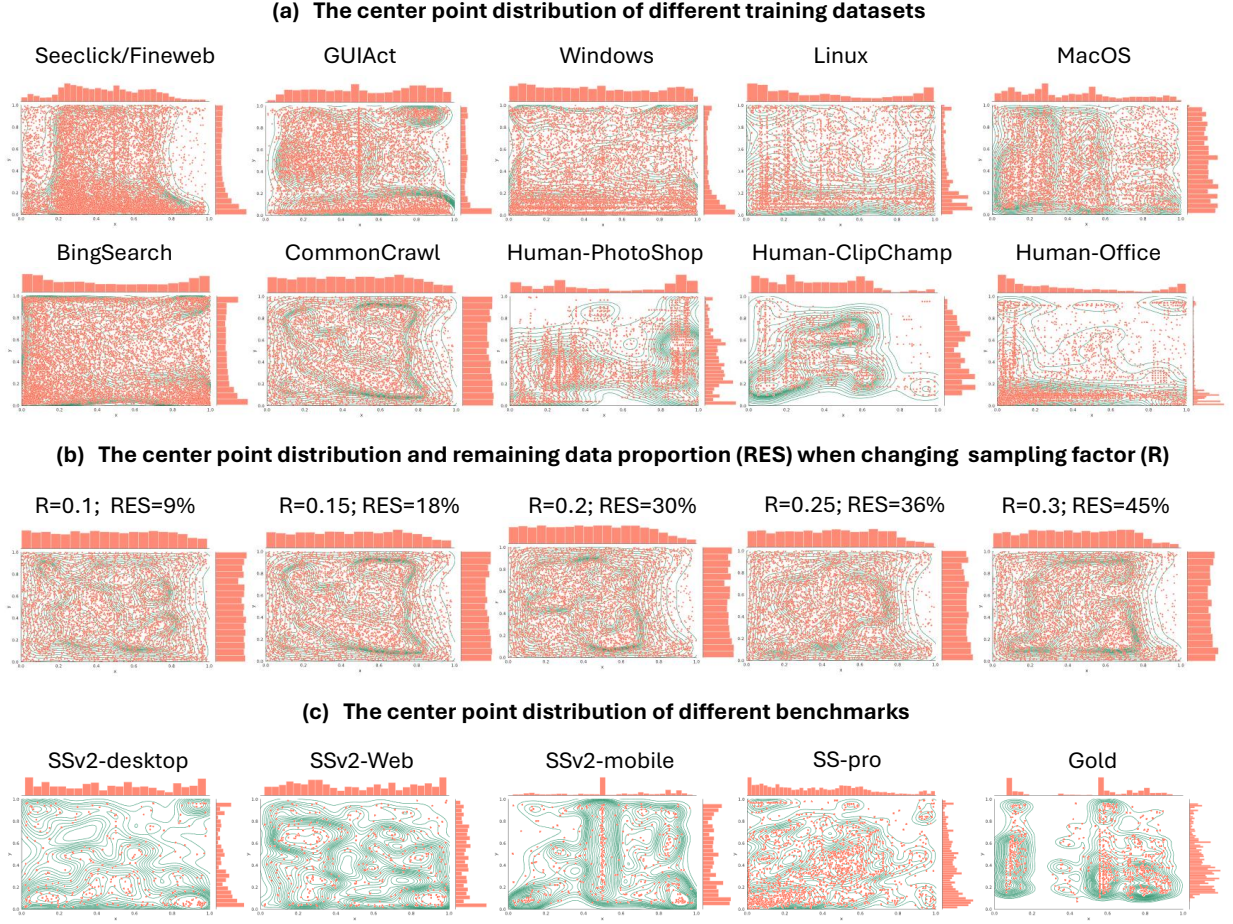 (a) The center point distribution of different training datasets
Seeclick/Fineweb GUIAct Windows Linux MacOS
BingSearch CommonCrawl Human-PhotoShop Human-ClipChamp Human-Office
(b) The center point distribution and remaining data proportion (RES) when changing sampling factor (R)
R=0.1; RES=9% R=0.15; RES=18% R=0.2; RES=30% R=0.25; RES=36% R=0.3; RES=45%
(c) The center point distribution of different benchmarks
SSv2-desktop SSv2-Web SSv2-mobile SS-pro Gold